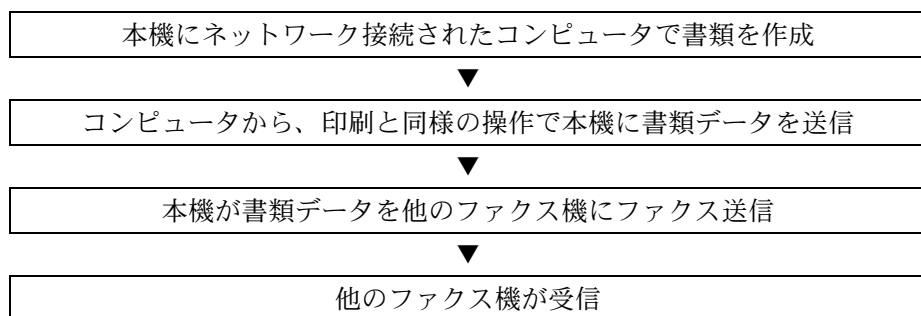 本機にネットワーク接続されたコンピュータで書類を作成
▼
コンピュータから、印刷と同様の操作で本機に書類データを送信
▼
本機が書類データを他のファクス機にファクス送信
▼
他のファクス機が受信